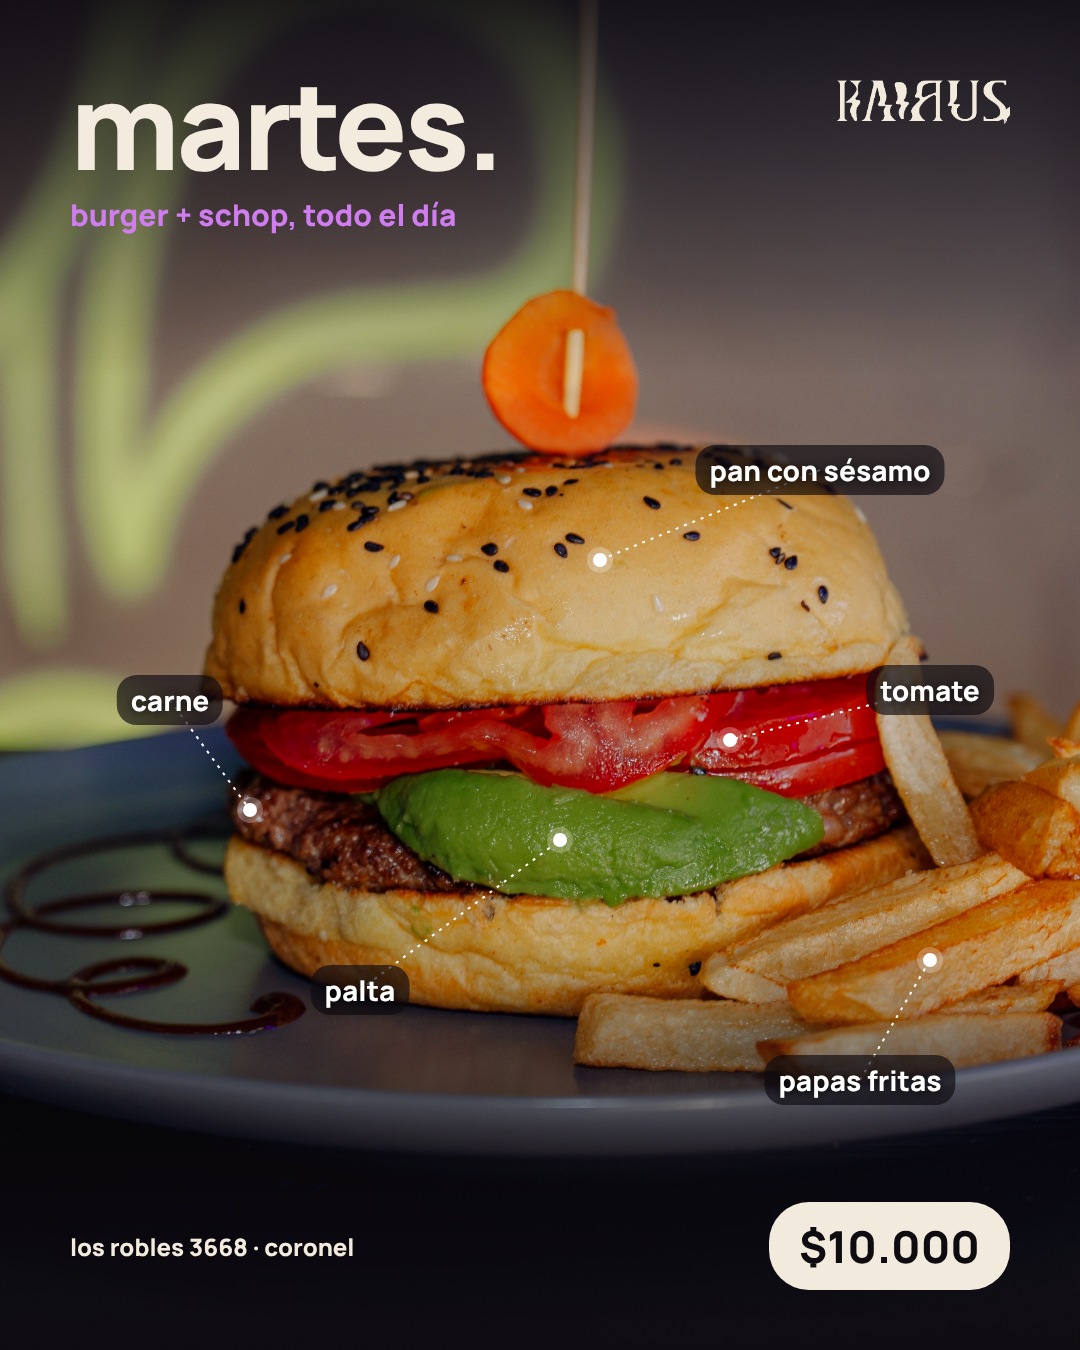 martes.
KAIRUS
burger + schop, todo el día
pan con sésamo
carne
tomate
palta
papas fritas
los robles 3668 · coronel
$10.000